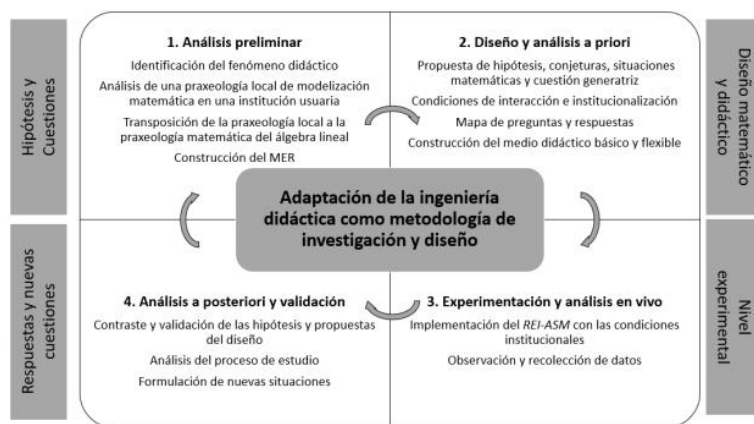 Hipótesis y
Cuestiones
1. Análisis preliminar
Identificación del fenómeno didáctico
Análisis de una praxeología local de modelización
matemática en una institución usuaria
Transposición de la praxeología local a la
praxeología matemática del álgebra lineal
Construcción del MER
2. Diseño y análisis a priori
Propuesta de hipótesis, conjeturas, situaciones
matemáticas y cuestión generatriz
Condiciones de interacción e institucionalización
Mapa de preguntas y respuestas
Construcción del medio didáctico básico y flexible
Diseño matemático
y didáctico
Adaptación de la ingeniería
didáctica como metodología de
investigación y diseño
Respuestas y nuevas
cuestiones
4. Análisis a posteriori y validación
Contraste y validación de las hipótesis y propuestas
del diseño
Análisis del proceso de estudio
Formulación de nuevas situaciones
3. Experimentación y análisis en vivo
Implementación del REI-ASM con las condiciones
institucionales
Observación y recolección de datos
Nivel
experimental